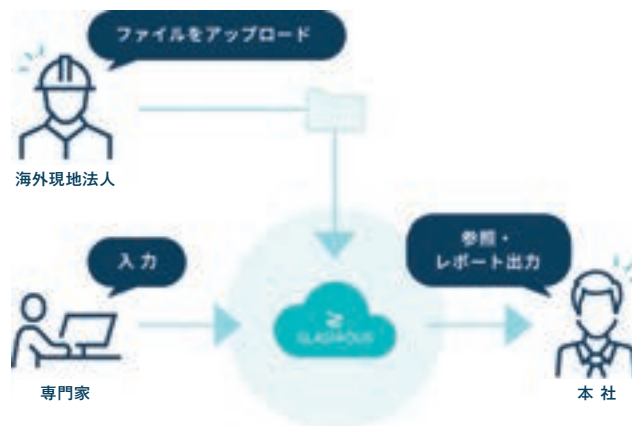 ファイルをアップロード
海外現地法人
入力
専門家
参照・
レポート出力
本社